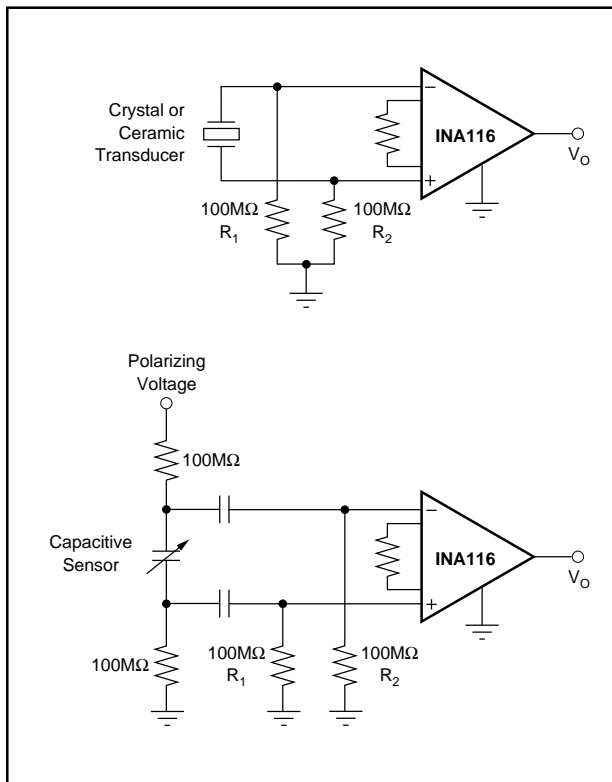 Crystal or
Ceramic
Transducer
−
INA116
+
V_O
100MΩ
R_1
100MΩ
R_2
Polarizing
Voltage
100MΩ
Capacitive
Sensor
−
INA116
+
V_O
100MΩ
100MΩ
R_1
100MΩ
R_2